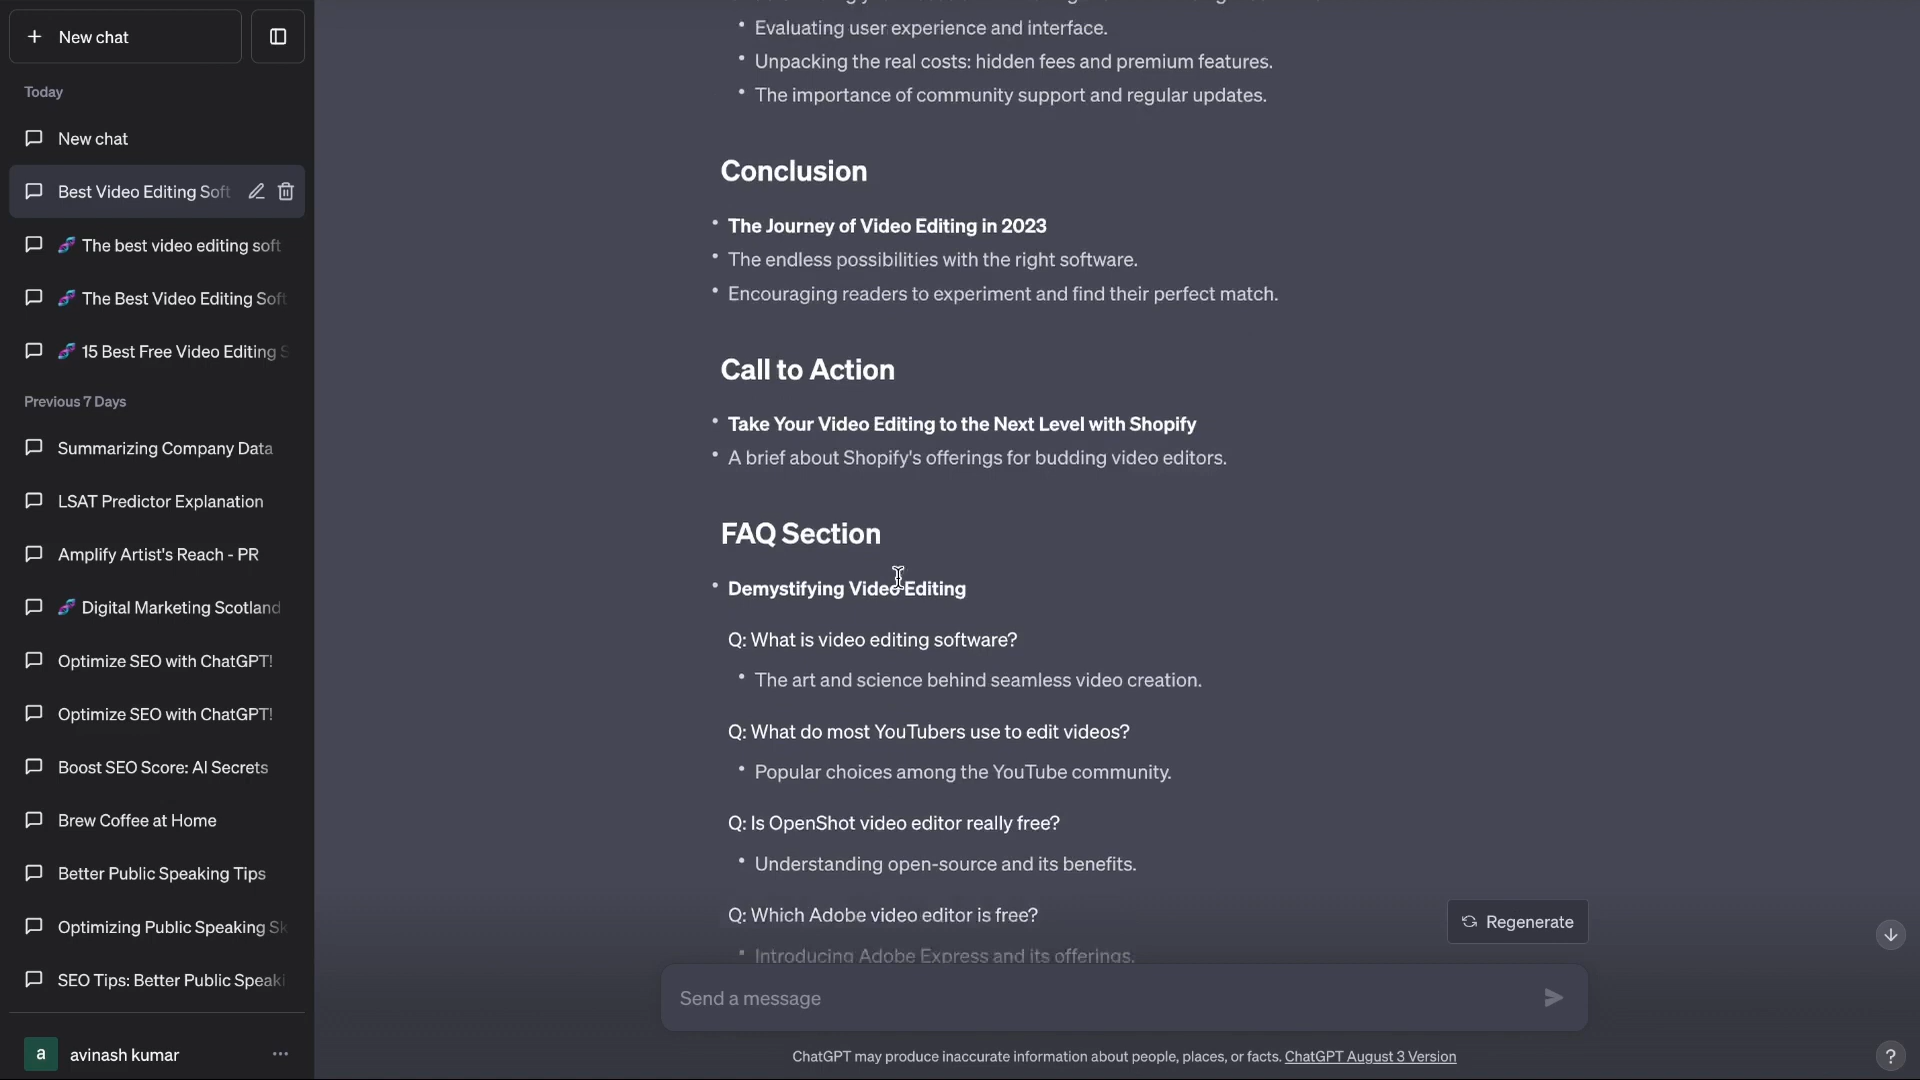 New chat
Today
New chat
Best Video Editing Soft
The best video editing soft
The Best Video Editing Soft
15 Best Free Video Editing S
Previous 7 Days
Summarizing Company Data
LSAT Predictor Explanation
Amplify Artist's Reach - PR
Digital Marketing Scotland
Optimize SEO with ChatGPT!
Optimize SEO with ChatGPT!
Boost SEO Score: AI Secrets
Brew Coffee at Home
Better Public Speaking Tips
Optimizing Public Speaking Sk
SEO Tips: Better Public Speaki
a
avinash kumar
• Evaluating user experience and interface.
• Unpacking the real costs: hidden fees and premium features.
• The importance of community support and regular updates.
Conclusion
• The Journey of Video Editing in 2023
• The endless possibilities with the right software.
• Encouraging readers to experiment and find their perfect match.
Call to Action
• Take Your Video Editing to the Next Level with Shopify
• A brief about Shopify's offerings for budding video editors.
FAQ Section
• Demystifying Video Editing
Q: What is video editing software?
• The art and science behind seamless video creation.
Q: What do most YouTubers use to edit videos?
• Popular choices among the YouTube community.
Q: Is OpenShot video editor really free?
• Understanding open-source and its benefits.
Q: Which Adobe video editor is free?
• Introducing Adobe Express and its offerings.
Regenerate
Send a message
ChatGPT may produce inaccurate information about people, places, or facts. ChatGPT August 3 Version
?